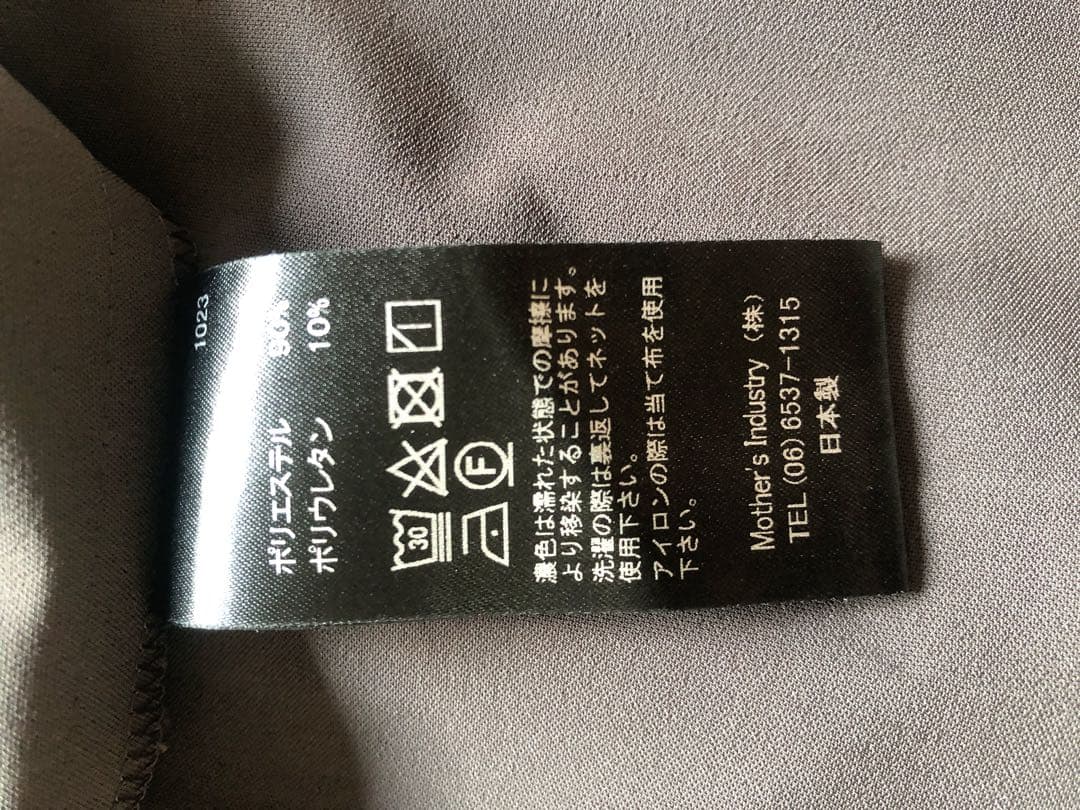 1023
ポリエステル 90%
ポリウレタン 10%
30
F
濃色は濡れた状態での摩擦に
より移染することがあります。
洗濯の際は裏返してネットを
使用下さい。
アイロンの際は当て布を使用
下さい。
Mother's Industry (株)
TEL (06) 6537-1315
日本製